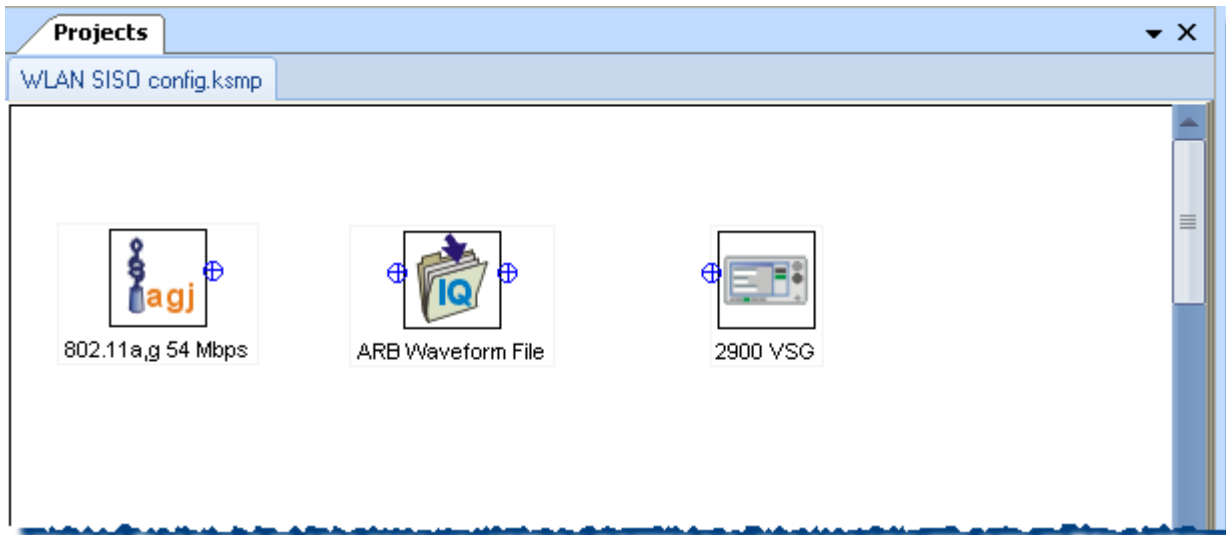 Projects
WLAN SISO config.ksmp
agj
IQ
802.11a,g 54 Mbps
ARB Waveform File
2900 VSG